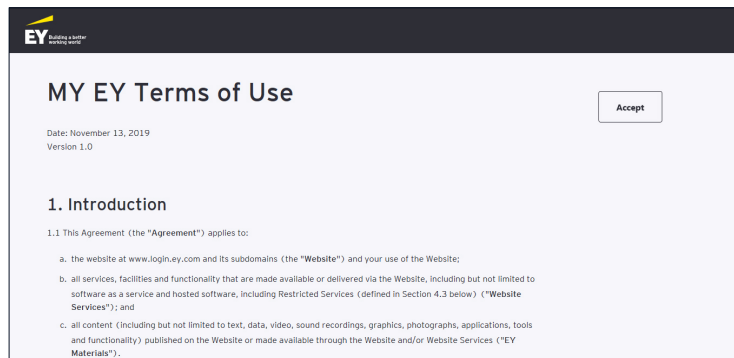 EY Building a better
working world
MY EY Terms of Use
Accept
Date: November 13, 2019
Version 1.0
1. Introduction
1.1 This Agreement (the "Agreement") applies to:
a. the website at www.login.ey.com and its subdomains (the "Website") and your use of the Website;
b. all services, facilities and functionality that are made available or delivered via the Website, including but not limited to
software as a service and hosted software, including Restricted Services (defined in Section 4.3 below) ("Website
Services"); and
c. all content (including but not limited to text, data, video, sound recordings, graphics, photographs, applications, tools
and functionality) published on the Website or made available through the Website and/or Website Services ("EY
Materials").